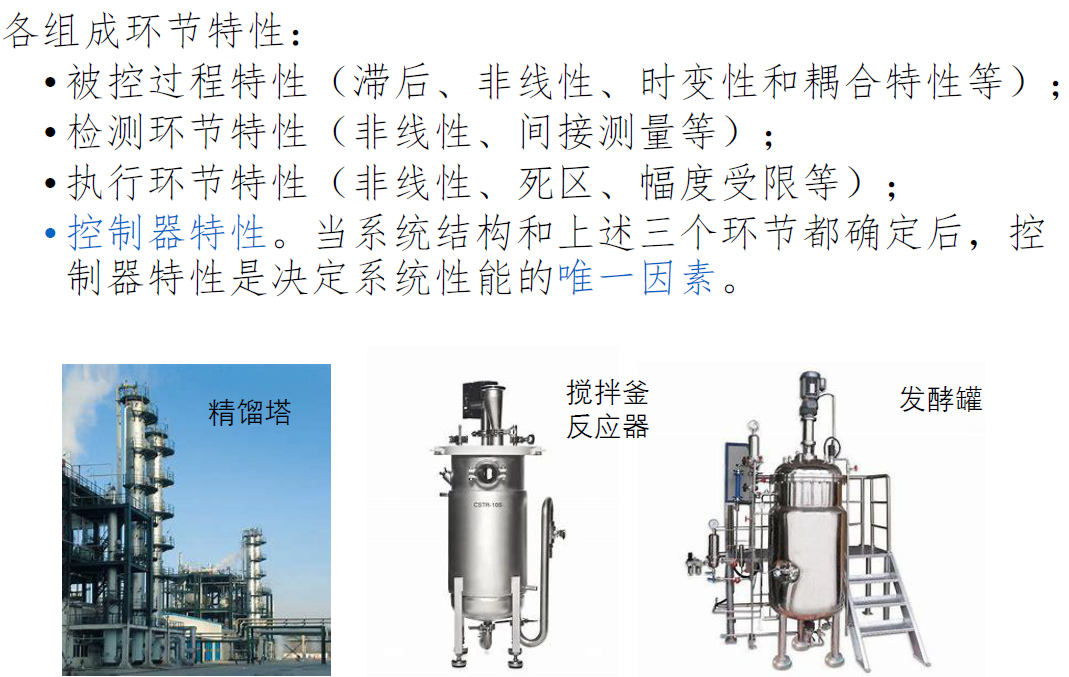 各组成环节特性：
•被控过程特性（滞后、非线性、时变性和耦合特性等）；
•检测环节特性（非线性、间接测量等）；
•执行环节特性（非线性、死区、幅度受限等）；
•控制器特性。当系统结构和上述三个环节都确定后，控
制器特性是决定系统性能的唯一因素。
精馏塔
搅拌釜
反应器
发酵罐
CSTR-10S